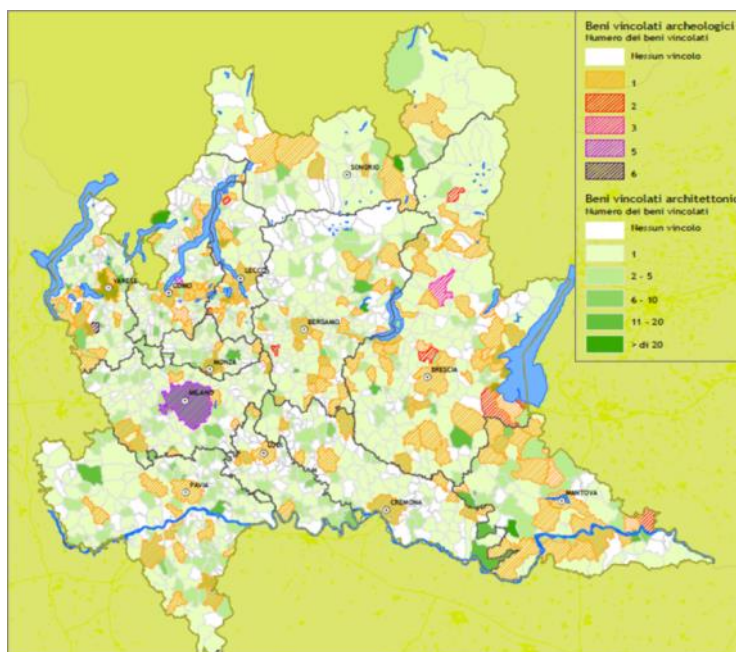 Beni vincolati archeologici
Numero dei beni vincolati
Nessun vincolo
1
2
3
5
6
Beni vincolati architettonic
Numero dei beni vincolati
Nessun vincolo
1
2 - 5
6 - 10
11 - 20
> di 20
SONDRIO
VARESE
COMO
LECCO
BERGAMO
MONZA
BRESCIA
MILANO
LODI
PAVIA
CREMONA
MANTOVA